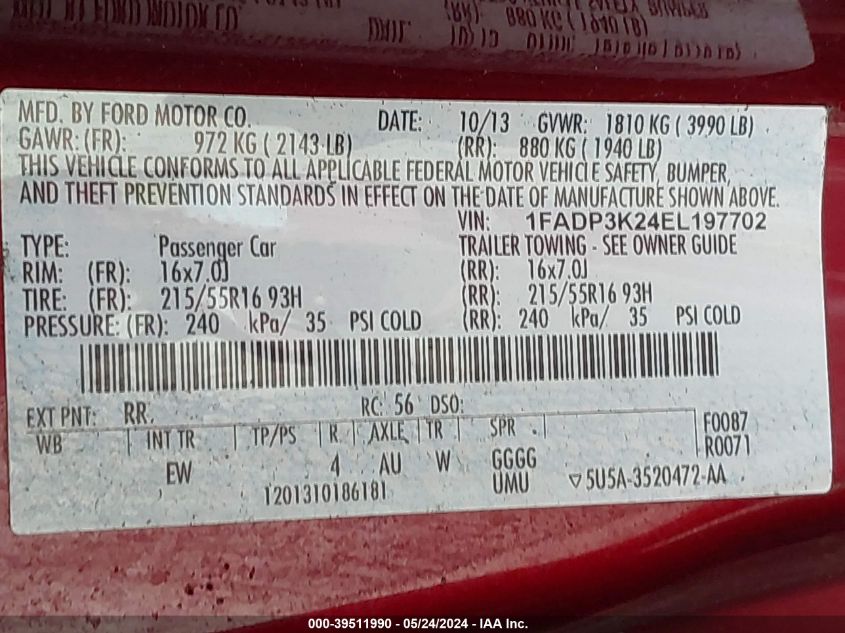 MFD. BY FORD MOTOR CO. DATE: 10/13 GVWR: 1810 KG ( 3990 LB)
GAWR: (FR): 972 KG ( 2143 LB) (RR): 880 KG ( 1940 LB)
THIS VEHICLE CONFORMS TO ALL APPLICABLE FEDERAL MOTOR VEHICLE SAFETY, BUMPER,
AND THEFT PREVENTION STANDARDS IN EFFECT ON THE DATE OF MANUFACTURE SHOWN ABOVE.
VIN: 1FADP3K24EL197702
TYPE: Passenger Car TRAILER TOWING - SEE OWNER GUIDE
RIM: (FR): 16x7.0J (RR): 16x7.0J
TIRE: (FR): 215/55R16 93H (RR): 215/55R16 93H
PRESSURE: (FR): 240 kPa/ 35 PSI COLD (RR): 240 kPa/ 35 PSI COLD
EXT PNT: RR RC: 56 DSO:
WB INT TR TP/PS R AXLE TR SPR F0087
R0071
EW 4 AU W GGGG
UMU ▽5U5A-3520472-AA
1201310186181
000-39511990 - 05/24/2024 - IAA Inc.